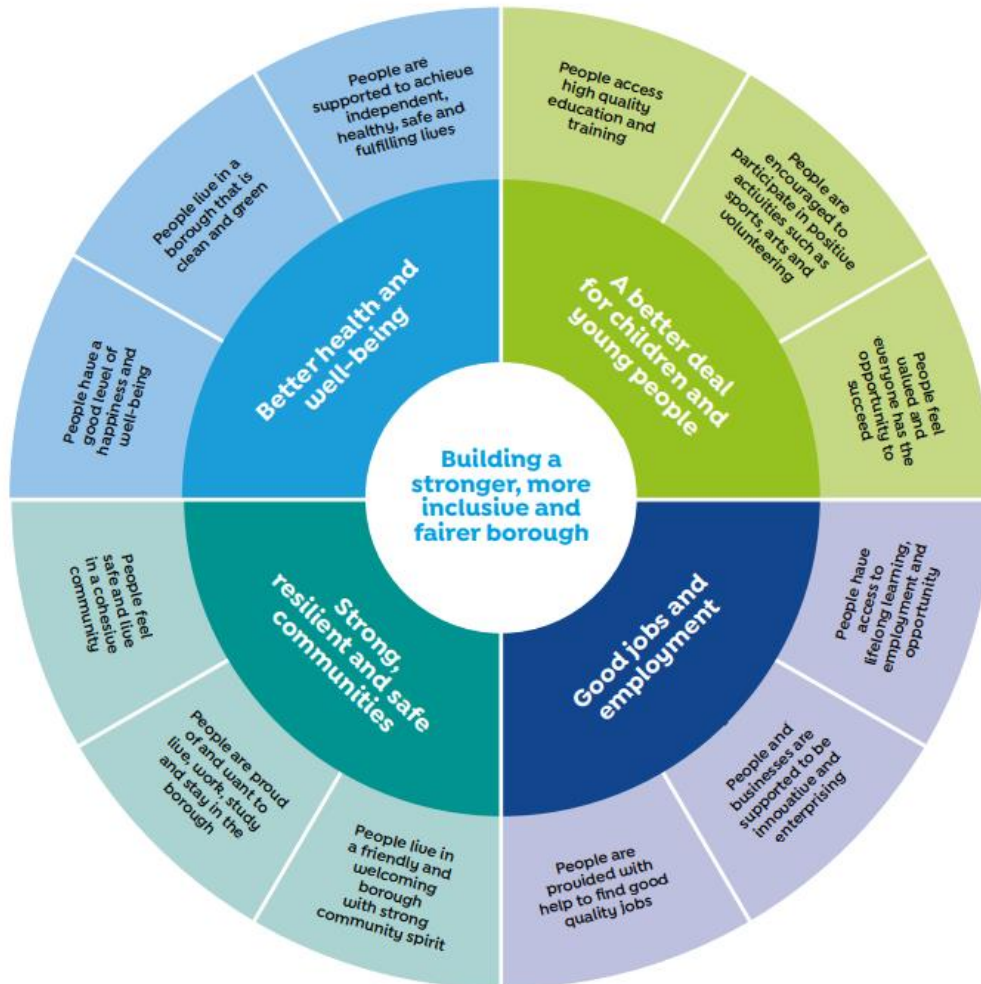 Building a
stronger, more
inclusive and
fairer borough
Better health and
well-being
People have a
good level of
happiness and
well-being
People live in a
borough that is
clean and green
People are
supported to achieve
independent,
healthy, safe and
fulfilling lives
A better deal
for children and
young people
People access
high quality
education and
training
People are
encouraged to
participate in positive
activities such as
sports, arts and
volunteering
People feel
valued and
everyone has the
opportunity to
succeed
Good jobs and
employment
People have
access to
lifelong learning,
employment and
opportunity
People and
businesses are
supported to be
innovative and
enterprising
People are
provided with
help to find good
quality jobs
Strong,
resilient and safe
communities
People live in
a friendly and
welcoming
borough
with strong
community spirit
People are proud
of and want to
live, work, study
and stay in the
borough
People feel
safe and live
in a cohesive
community